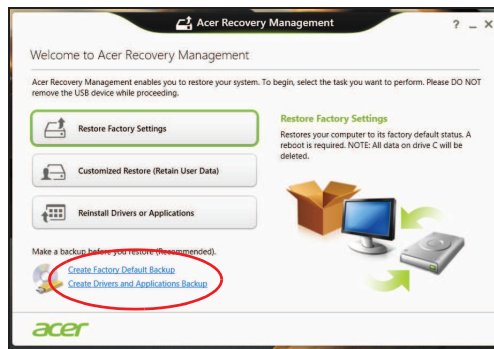 Acer Recovery Management
? _ ×
Welcome to Acer Recovery Management
Acer Recovery Management enables you to restore your system. To begin, select the task you want to perform. Please DO NOT
remove the USB device while proceeding.
Restore Factory Settings
Customized Restore (Retain User Data)
Reinstall Drivers or Applications
Restore Factory Settings
Restores your computer to its factory default status. A
reboot is required. NOTE: All data on drive C will be
deleted.
Make a backup before you restore (Recommended).
Create Factory Default Backup
Create Drivers and Applications Backup
acer